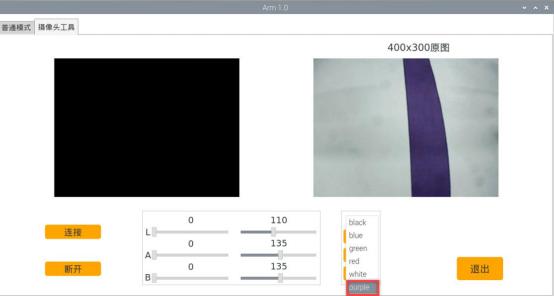 Arm 1.0
普通模式 摄像头工具
400x300原图
连接
断开
0 110
L
0 135
A
0 135
B
black
blue
green
red
white
purple
退出